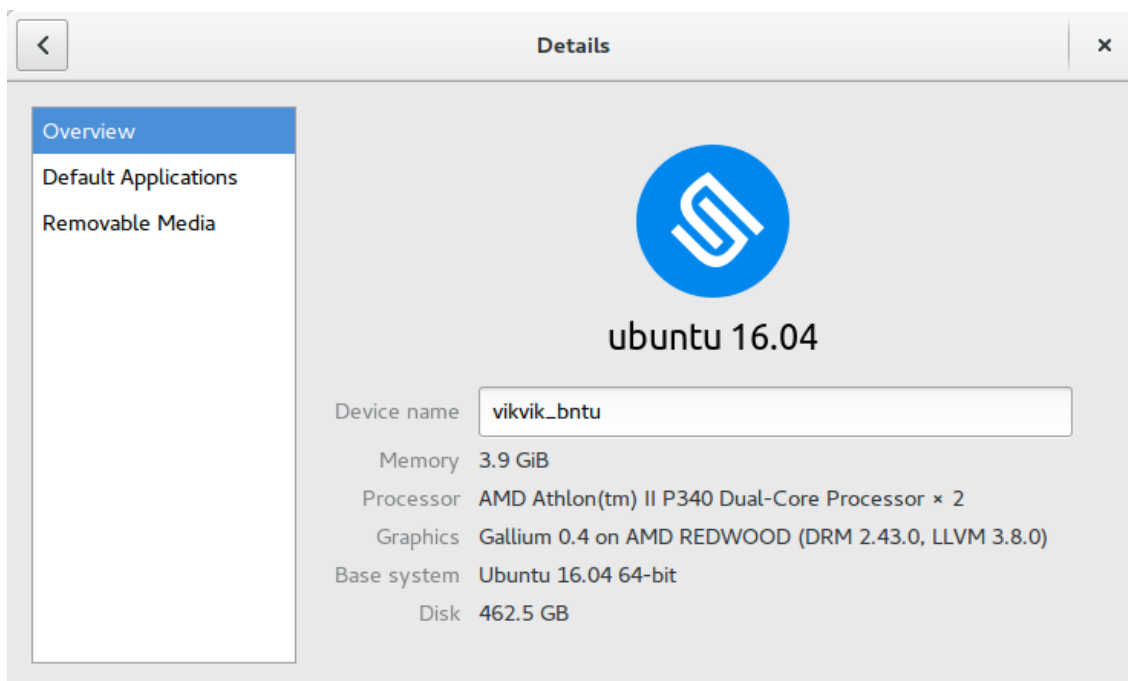 Details
Overview
Default Applications
Removable Media
ubuntu 16.04
Device name vikvik_bntu
Memory 3.9 GiB
Processor AMD Athlon(tm) II P340 Dual-Core Processor × 2
Graphics Gallium 0.4 on AMD REDWOOD (DRM 2.43.0, LLVM 3.8.0)
Base system Ubuntu 16.04 64-bit
Disk 462.5 GB